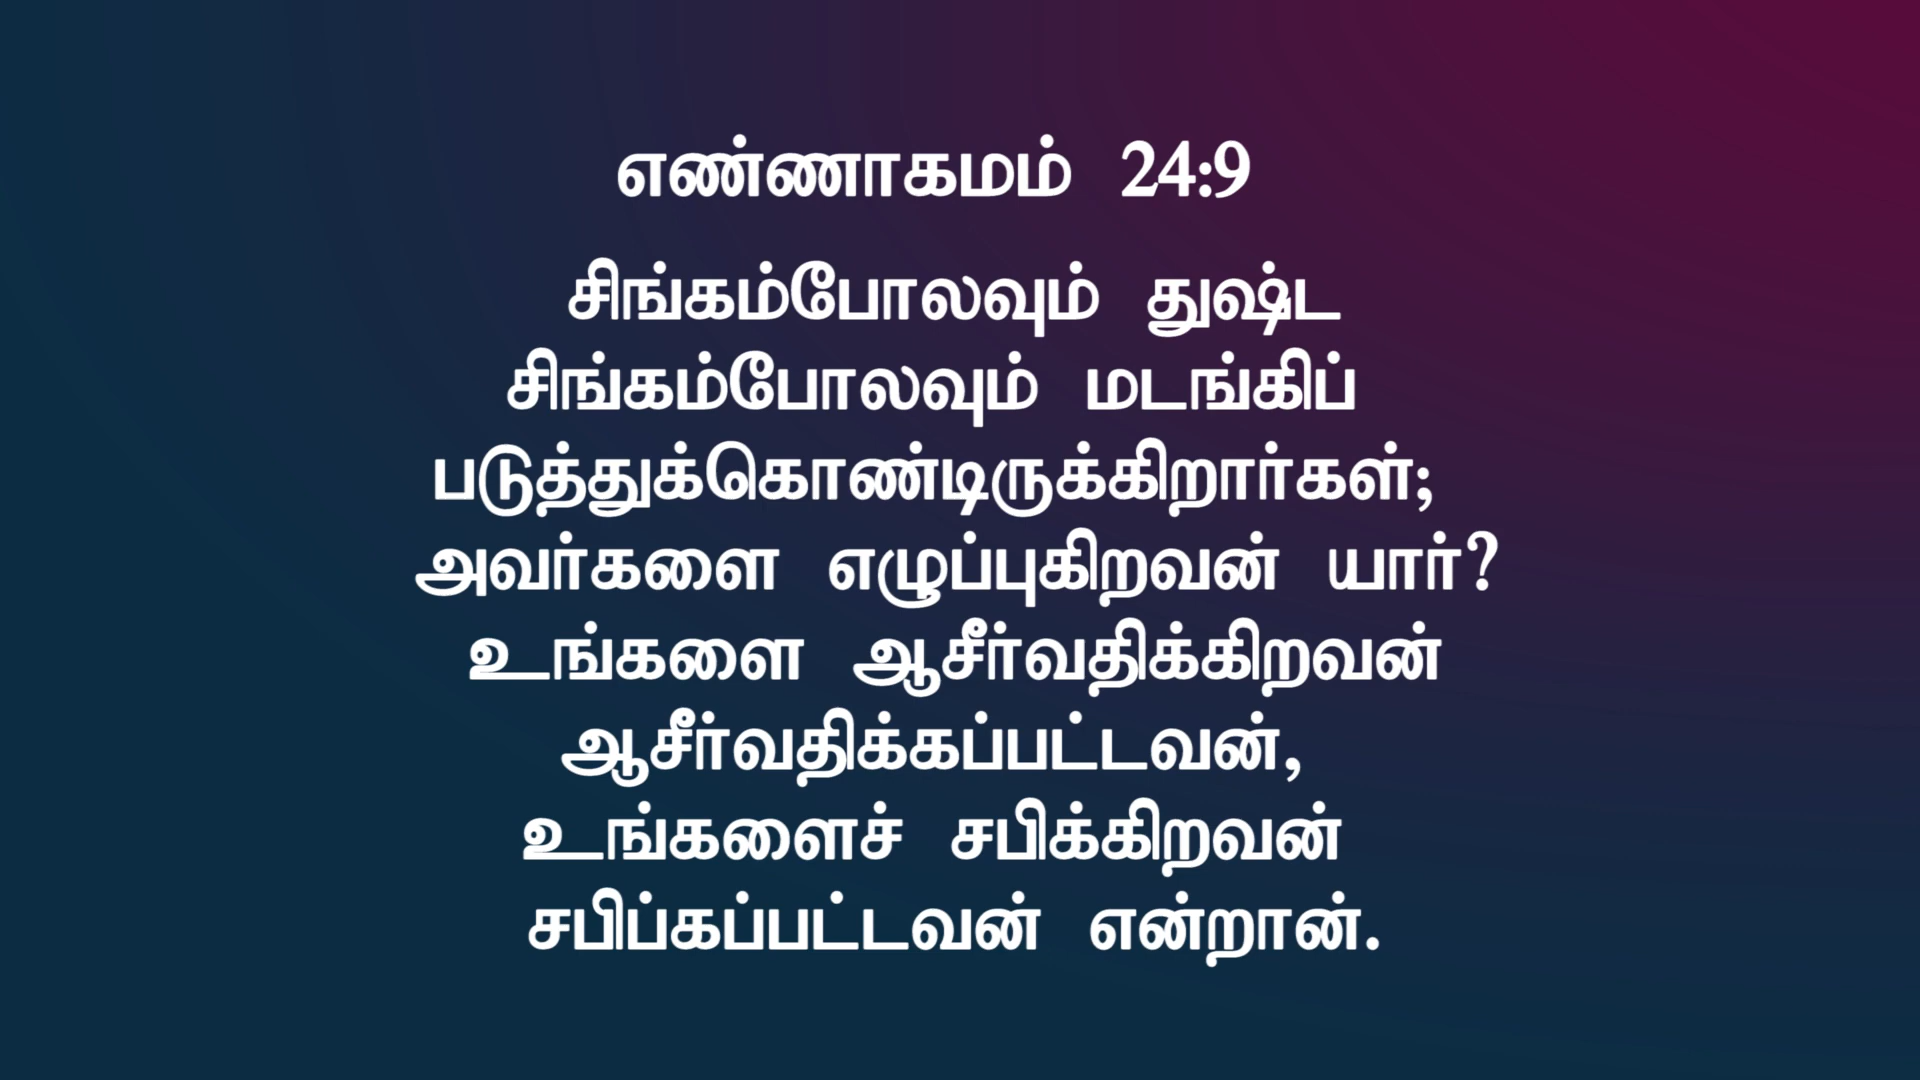 எண்ணாகமம் 24:9
சிங்கம்போலவும் துஷ்ட
சிங்கம்போலவும் மடங்கிப்
படுத்துக்கொண்டிருக்கிறார்கள்;
அவர்களை எழுப்புகிறவன் யார்?
உங்களை ஆசீர்வதிக்கிறவன்
ஆசீர்வதிக்கப்பட்டவன்,
உங்களைச் சபிக்கிறவன்
சபிப்கப்பட்டவன் என்றான்.